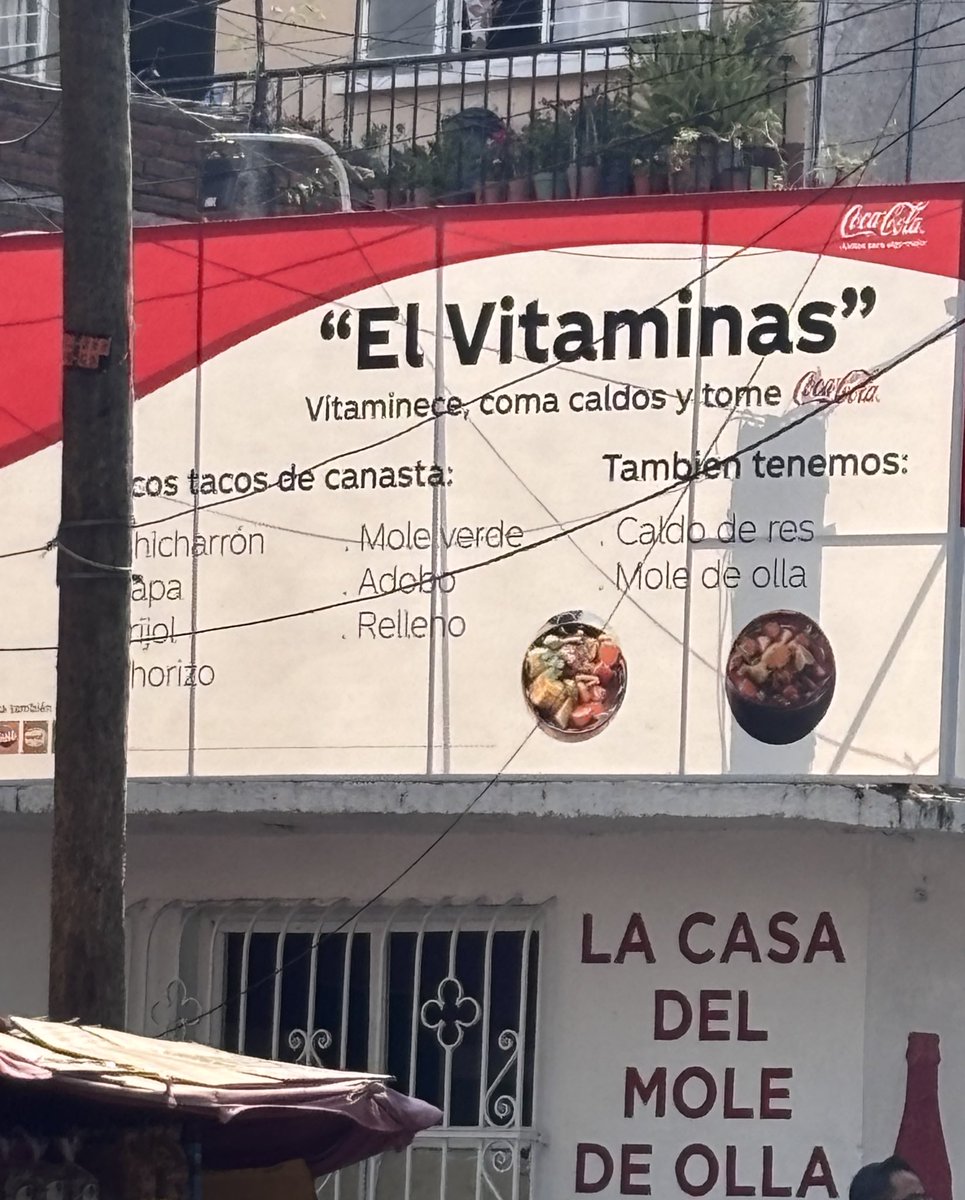 Coca-Cola
“El Vitaminas”
Vitaminece, coma caldos y tome Coca-Cola
cos tacos de canasta:
hicharrón
apa
rijol
horizo
. Mole verde
. Adobo
. Relleno
Tambien tenemos:
. Caldo de res
. Mole de olla
LA CASA
DEL
MOLE
DE OLLA